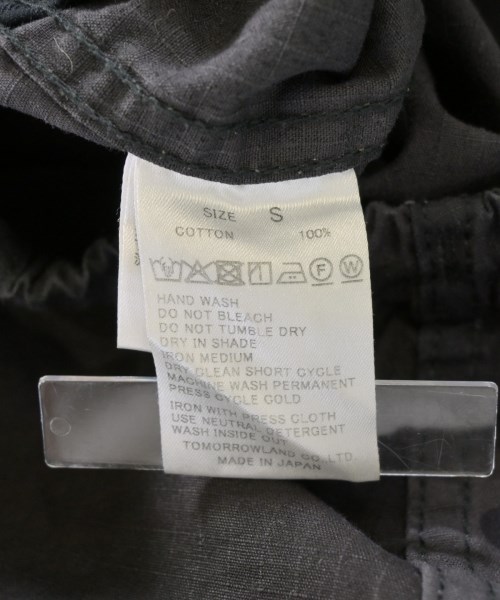 SIZE S
COTTON 100%
F W
HAND WASH
DO NOT BLEACH
DO NOT TUMBLE DRY
DRY IN SHADE
IRON MEDIUM
DRY CLEAN SHORT CYCLE
MACHINE WASH PERMANENT
PRESS CYCLE COLD
IRON WITH PRESS CLOTH
USE NEUTRAL DETERGENT
WASH INSIDE OUT
TOMORROWLAND CO.,LTD.
MADE IN JAPAN